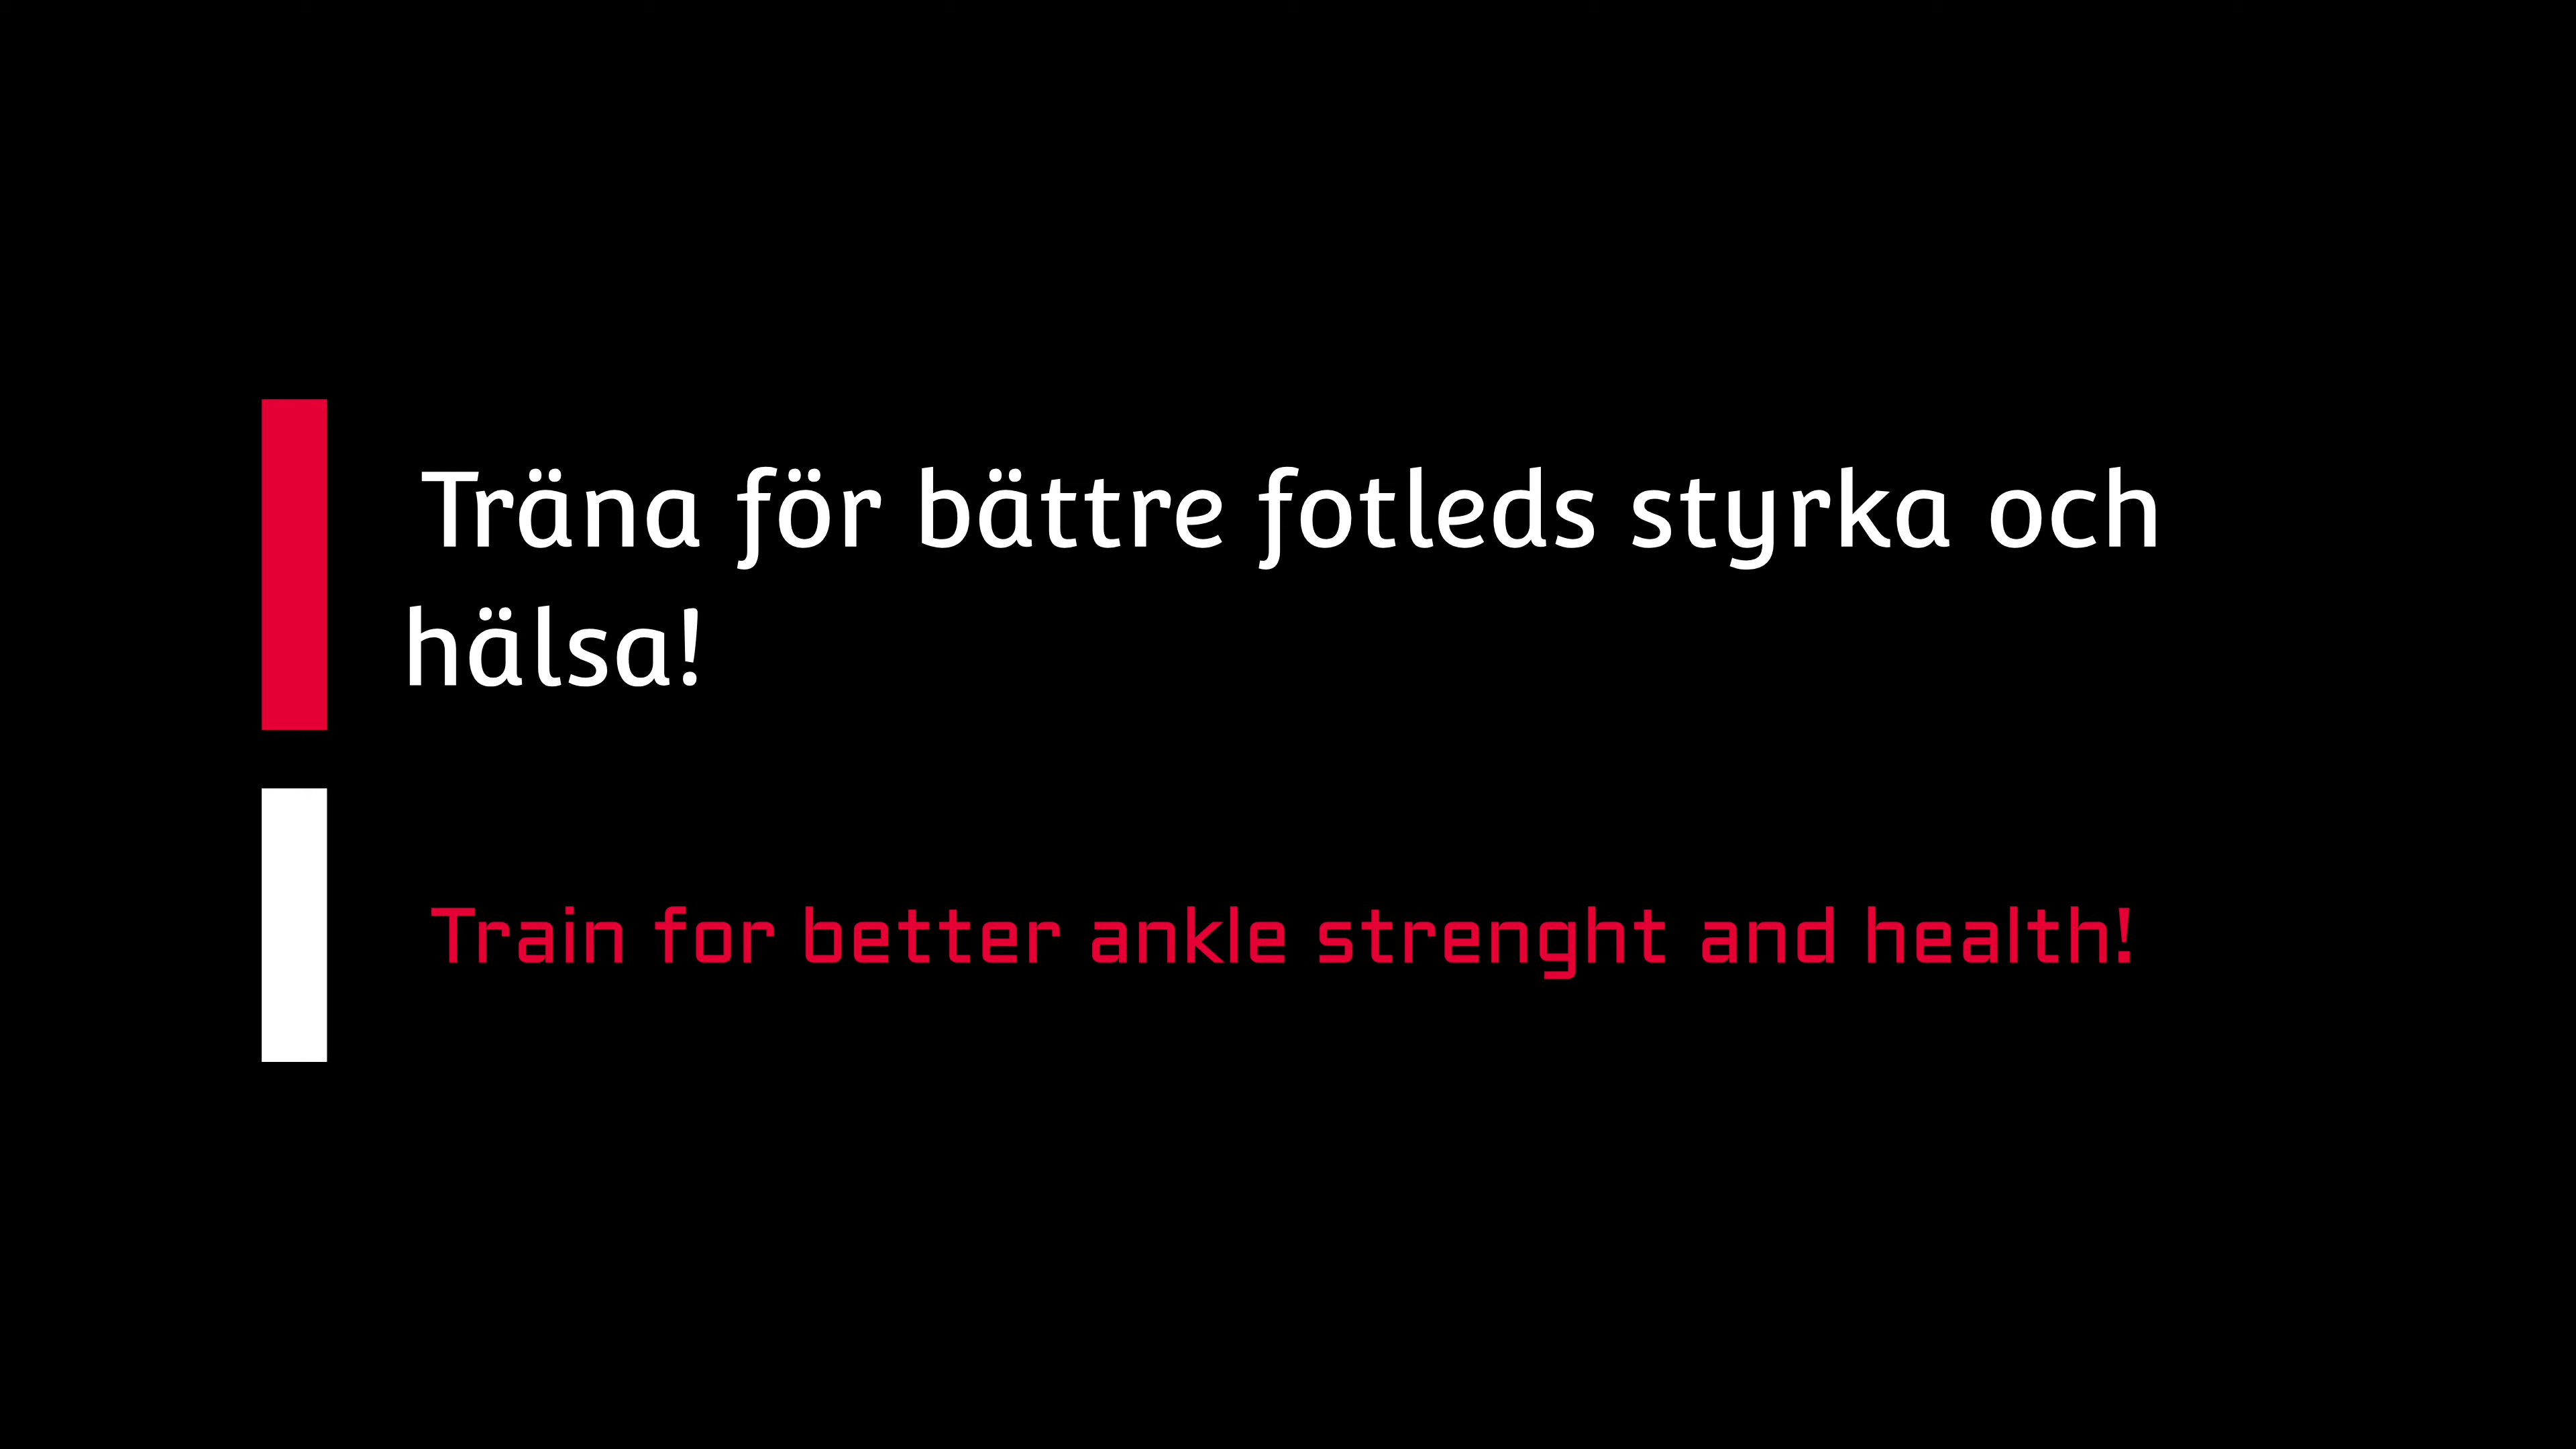 Träna för bättre fotleds styrka och
hälsa!
Train for better ankle strenght and health!